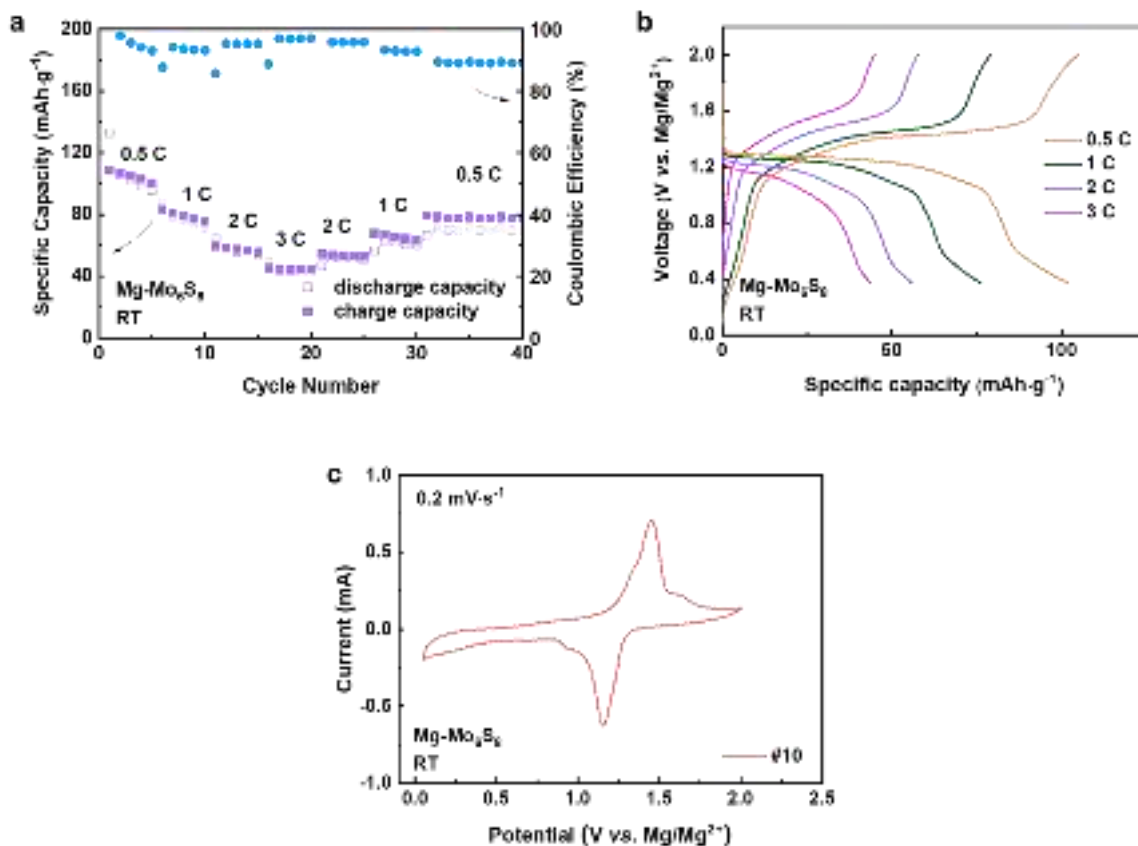 a
200
160
120
80
40
0
Specific Capacity (mAh·g⁻¹)
0.5 C
1 C
2 C
3 C
2 C
1 C
0.5 C
Mg-Mo₆S₈
RT
discharge capacity
charge capacity
100
80
60
40
20
0
Coulombic Efficiency (%)
0
10
20
30
40
Cycle Number
b
2.0
1.6
1.2
0.8
0.4
0.0
Voltage (V vs. Mg/Mg²⁺)
0.5 C
1 C
2 C
3 C
Mg-Mo₆S₈
RT
0
50
100
Specific capacity (mAh·g⁻¹)
c
1.0
0.5
0.0
-0.5
-1.0
Current (mA)
0.2 mV·s⁻¹
Mg-Mo₆S₈
RT
#10
0.0
0.5
1.0
1.5
2.0
2.5
Potential (V vs. Mg/Mg²⁺)